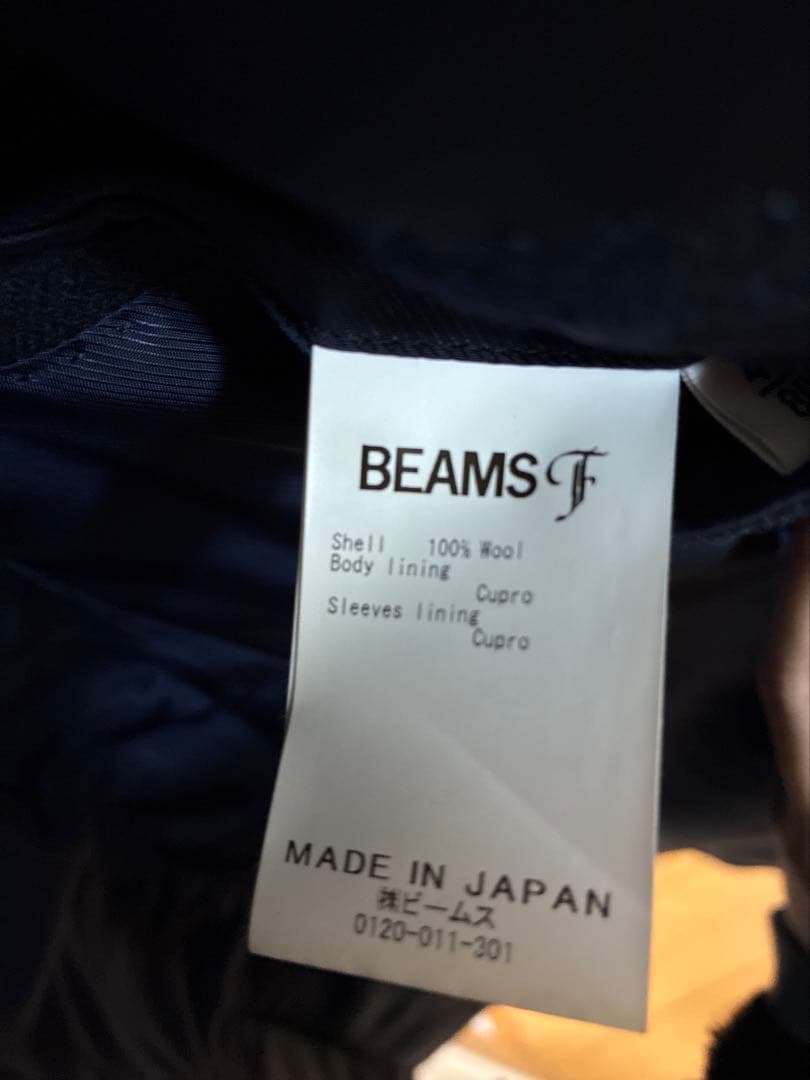 BEAMS F
Shell 100% Wool
Body lining
Cupro
Sleeves lining
Cupro
MADE IN JAPAN
㈱ビームス
0120-011-301